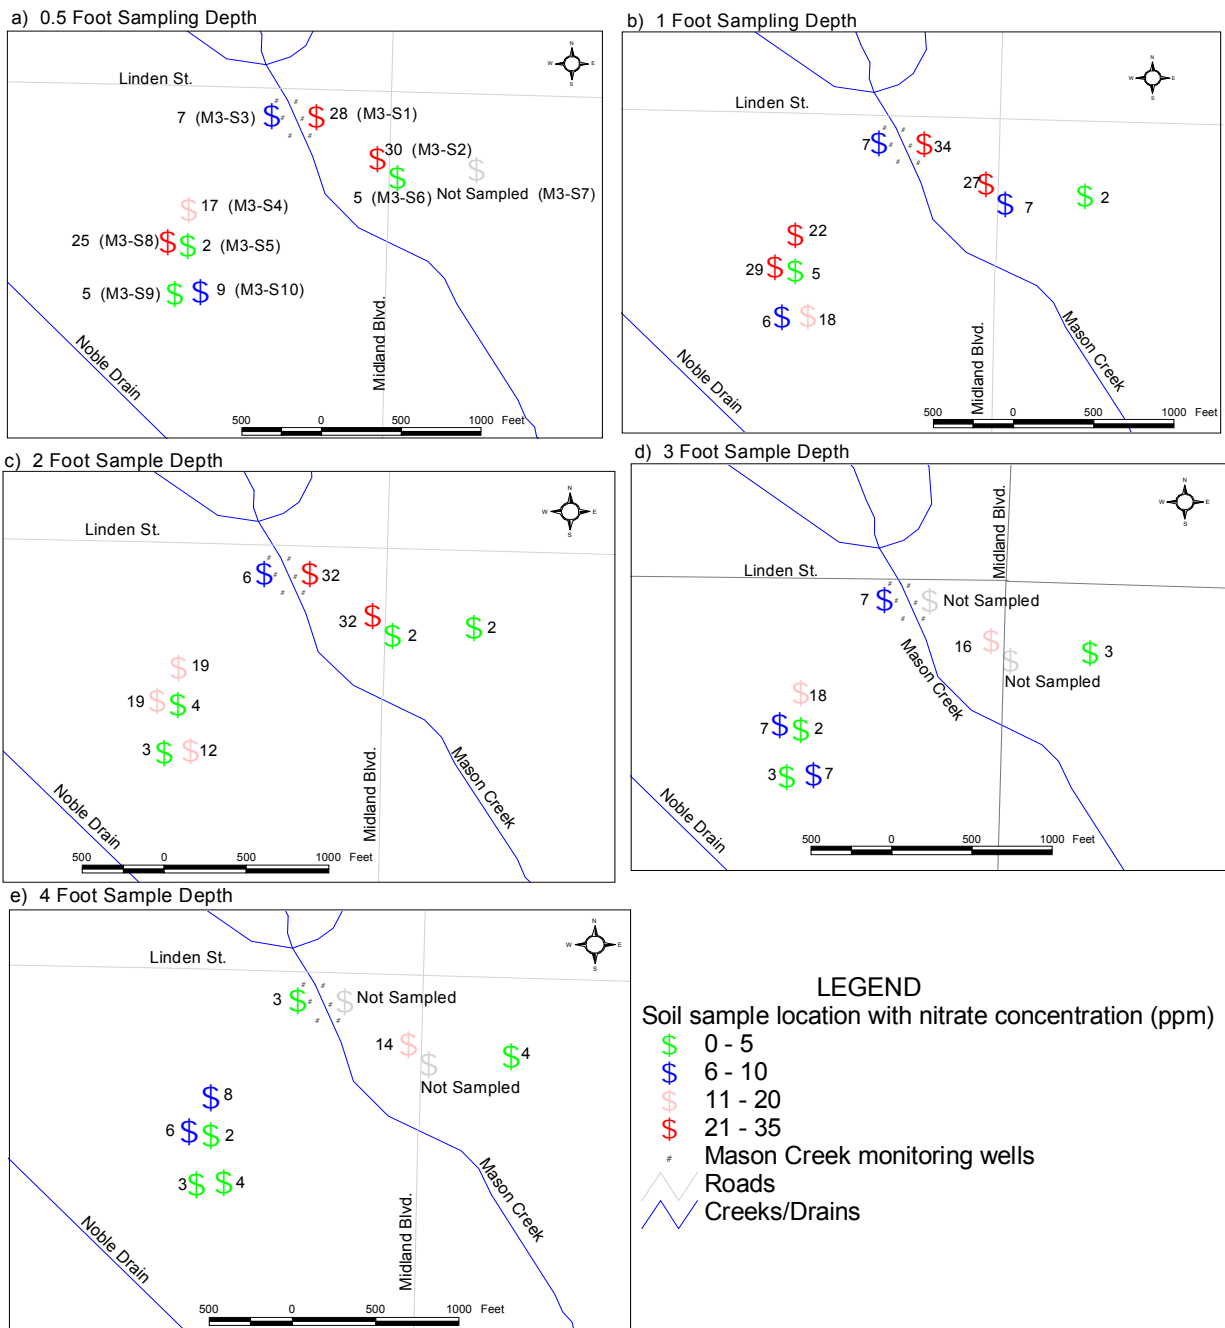 a) 0.5 Foot Sampling Depth
Linden St.
N
W E
S
7 (M3-S3)
28 (M3-S1)
30 (M3-S2)
5 (M3-S6)
Not Sampled (M3-S7)
17 (M3-S4)
25 (M3-S8)
2 (M3-S5)
5 (M3-S9)
9 (M3-S10)
Noble Drain
Midland Blvd.
500 0 500 1000 Feet
b) 1 Foot Sampling Depth
Linden St.
N
W E
S
7
34
27
7
2
22
29
5
6
18
Noble Drain
Midland Blvd.
Mason Creek
500 0 500 1000 Feet
c) 2 Foot Sample Depth
Linden St.
N
W E
S
6
32
32
2
2
19
19
4
3
12
Noble Drain
Midland Blvd.
Mason Creek
500 0 500 1000 Feet
d) 3 Foot Sample Depth
Midland Blvd.
N
W E
S
Linden St.
7
Not Sampled
16
3
Not Sampled
Mason Creek
18
7
2
3
7
Noble Drain
500 0 500 1000 Feet
e) 4 Foot Sample Depth
Linden St.
N
W E
S
3
Not Sampled
14
4
Not Sampled
8
6
2
3
4
Noble Drain
Midland Blvd.
Mason Creek
500 0 500 1000 Feet
LEGEND
Soil sample location with nitrate concentration (ppm)
$ 0 - 5
$ 6 - 10
$ 11 - 20
$ 21 - 35
# Mason Creek monitoring wells
Roads
Creeks/Drains